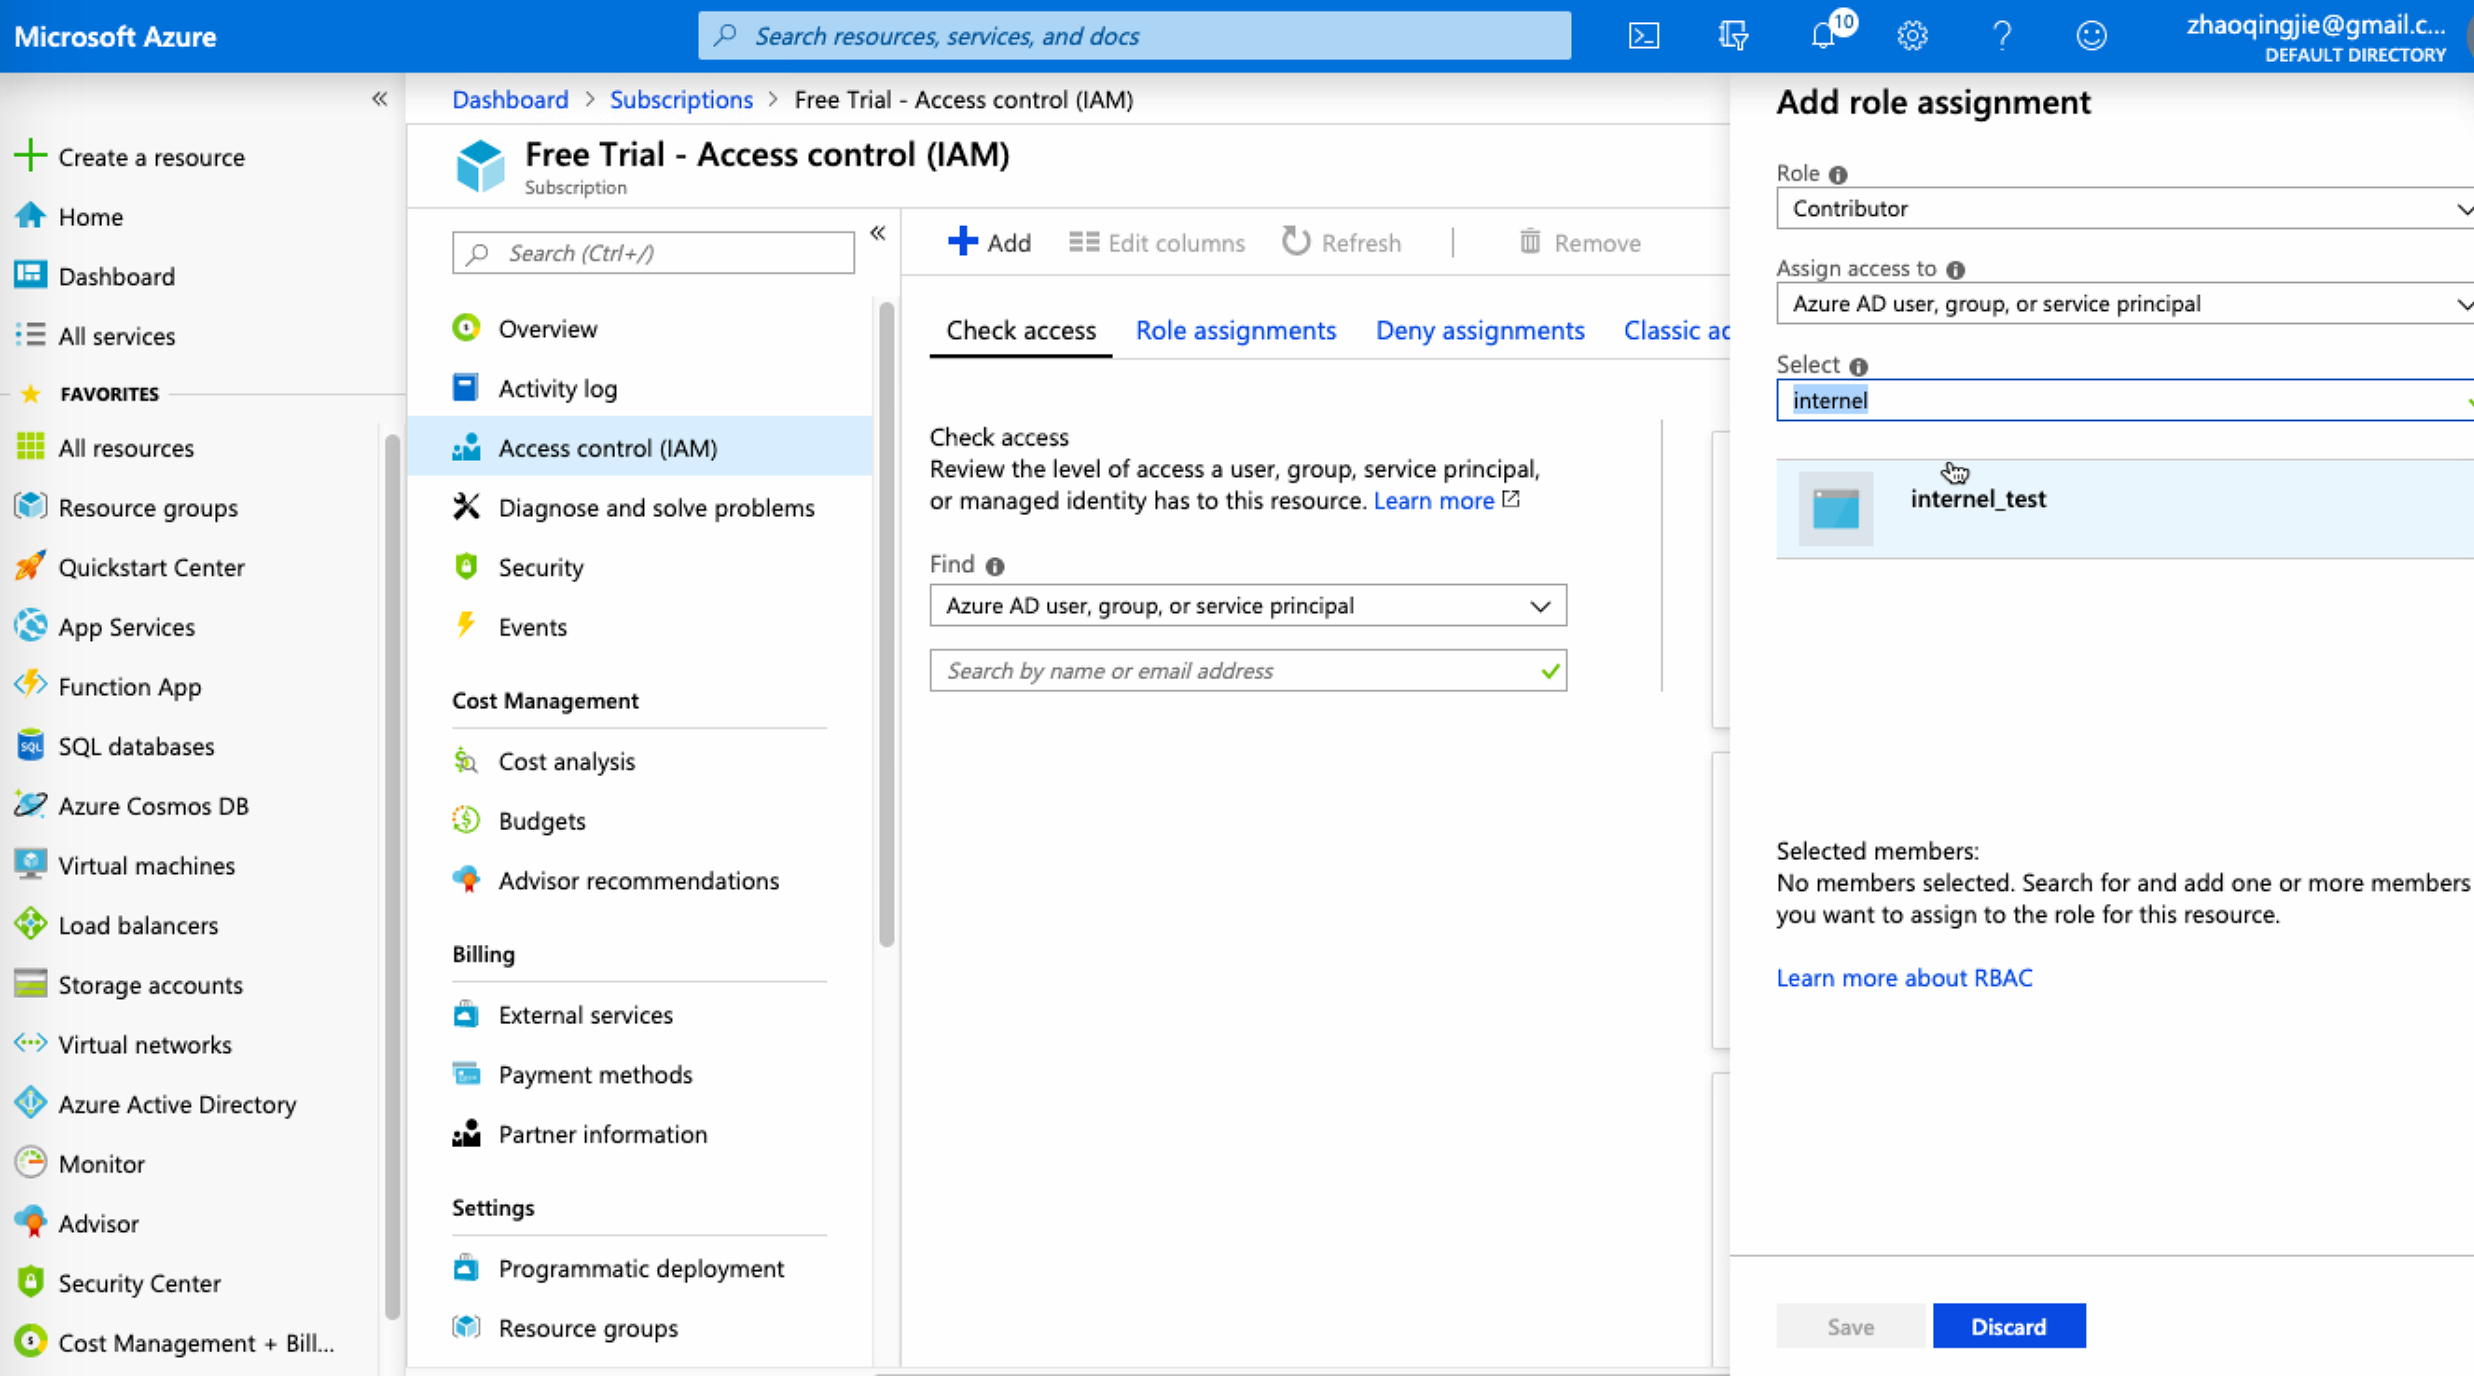 Microsoft Azure
Search resources, services, and docs
10
zhaoqingjie@gmail.c...
DEFAULT DIRECTORY
Create a resource
Home
Dashboard
All services
FAVORITES
All resources
Resource groups
Quickstart Center
App Services
Function App
SQL databases
Azure Cosmos DB
Virtual machines
Load balancers
Storage accounts
Virtual networks
Azure Active Directory
Monitor
Advisor
Security Center
Cost Management + Bill...
Dashboard > Subscriptions > Free Trial - Access control (IAM)
Free Trial - Access control (IAM)
Subscription
Search (Ctrl+/)
Overview
Activity log
Access control (IAM)
Diagnose and solve problems
Security
Events
Cost Management
Cost analysis
Budgets
Advisor recommendations
Billing
External services
Payment methods
Partner information
Settings
Programmatic deployment
Resource groups
Add Edit columns Refresh | Remove
Check access Role assignments Deny assignments Classic ad
Check access
Review the level of access a user, group, service principal,
or managed identity has to this resource. Learn more
Find
Azure AD user, group, or service principal
Search by name or email address
Add role assignment
Role
Contributor
Assign access to
Azure AD user, group, or service principal
Select
internel
internel_test
Selected members:
No members selected. Search for and add one or more members
you want to assign to the role for this resource.
Learn more about RBAC
Save Discard